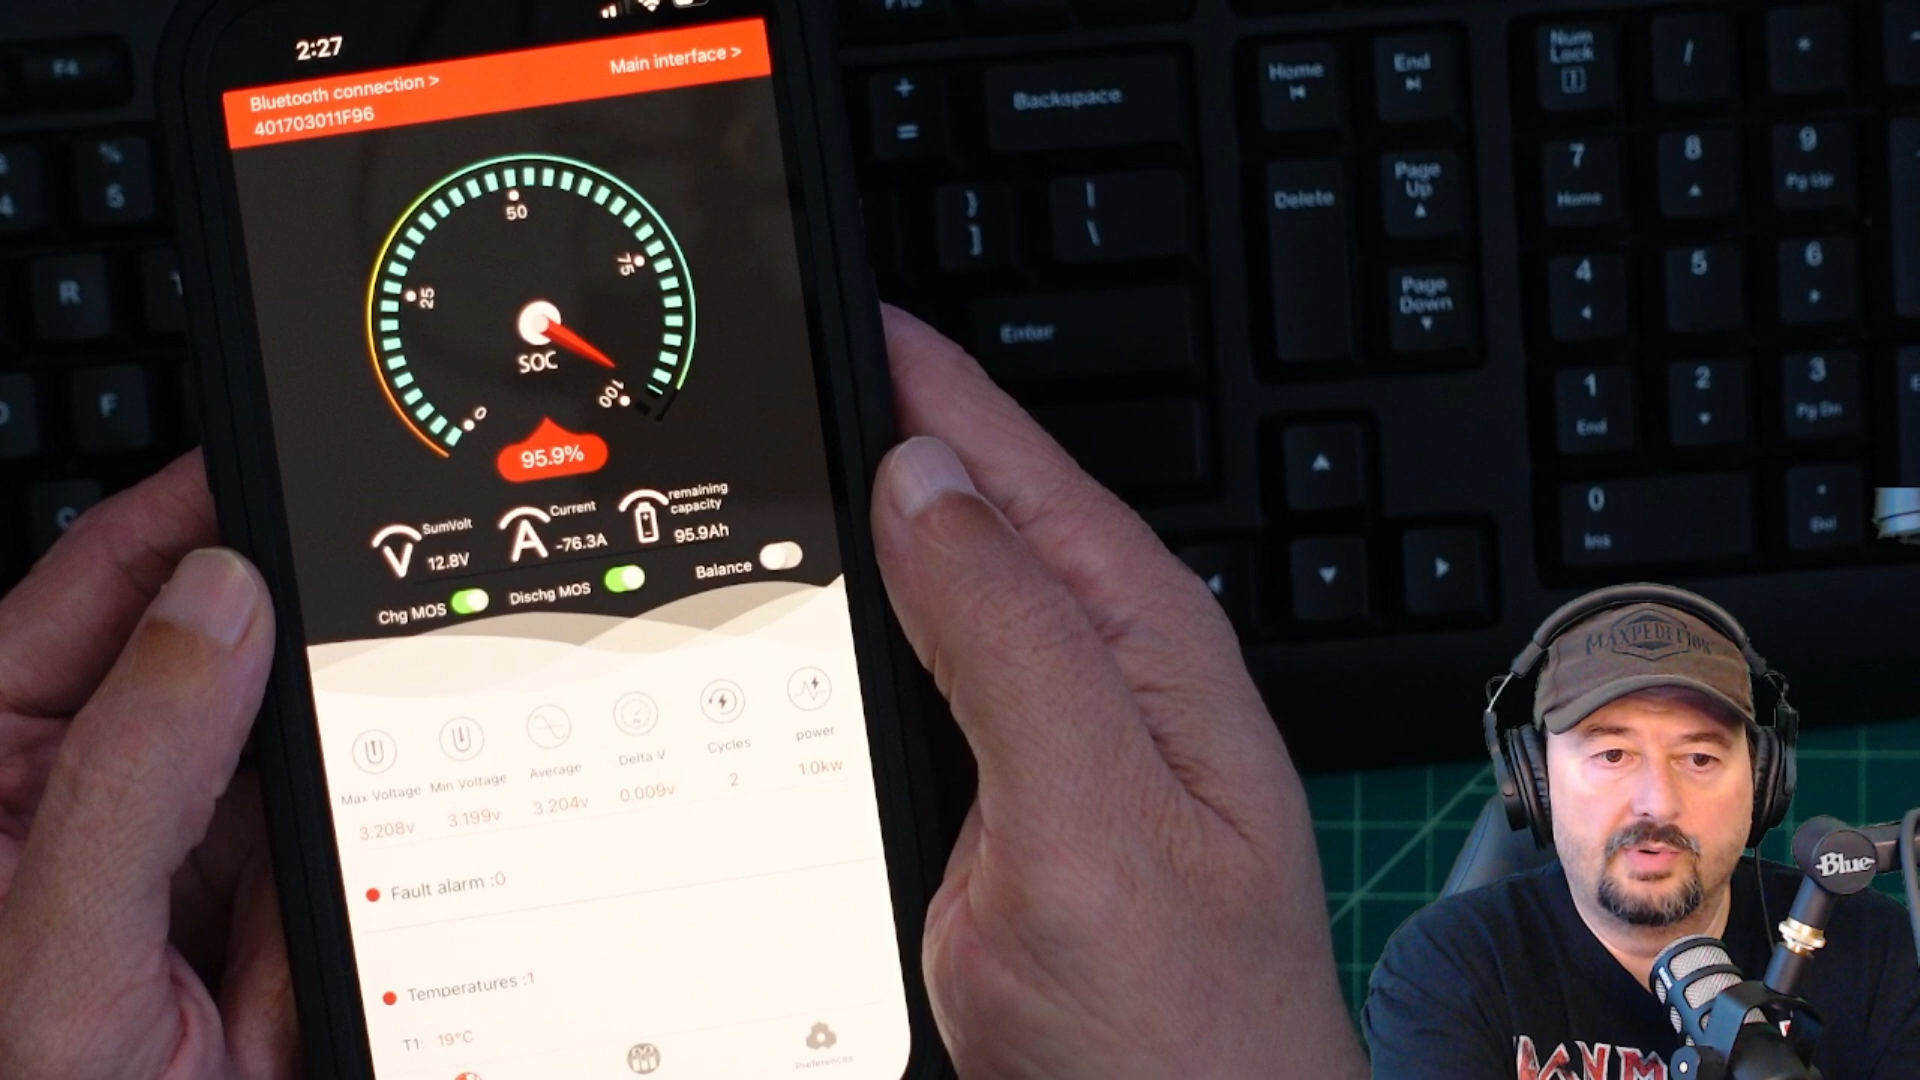 2:27
Bluetooth connection >
Main interface >
401703011F96
0
25
50
75
100
SOC
95.9%
SumVolt
12.8V
Current
-76.3A
remaining
capacity
95.9Ah
Chg MOS
Dischg MOS
Balance
Max Voltage
3.208v
Min Voltage
3.199v
Average
3.204v
Delta V
0.009v
Cycles
2
power
1.0kw
Fault alarm :0
Temperatures :1
T1: 19°C
Preferences
F4
%
5
R
F
+
=
Backspace
}
]
|
\
Enter
Home
End
Delete
Page
Up
Page
Down
Num
Lock
/
*
7
Home
8
9
Pg Up
4
5
6
1
End
2
3
Pg Dn
0
Ins
.
Del
MAXPEDITION
Blue